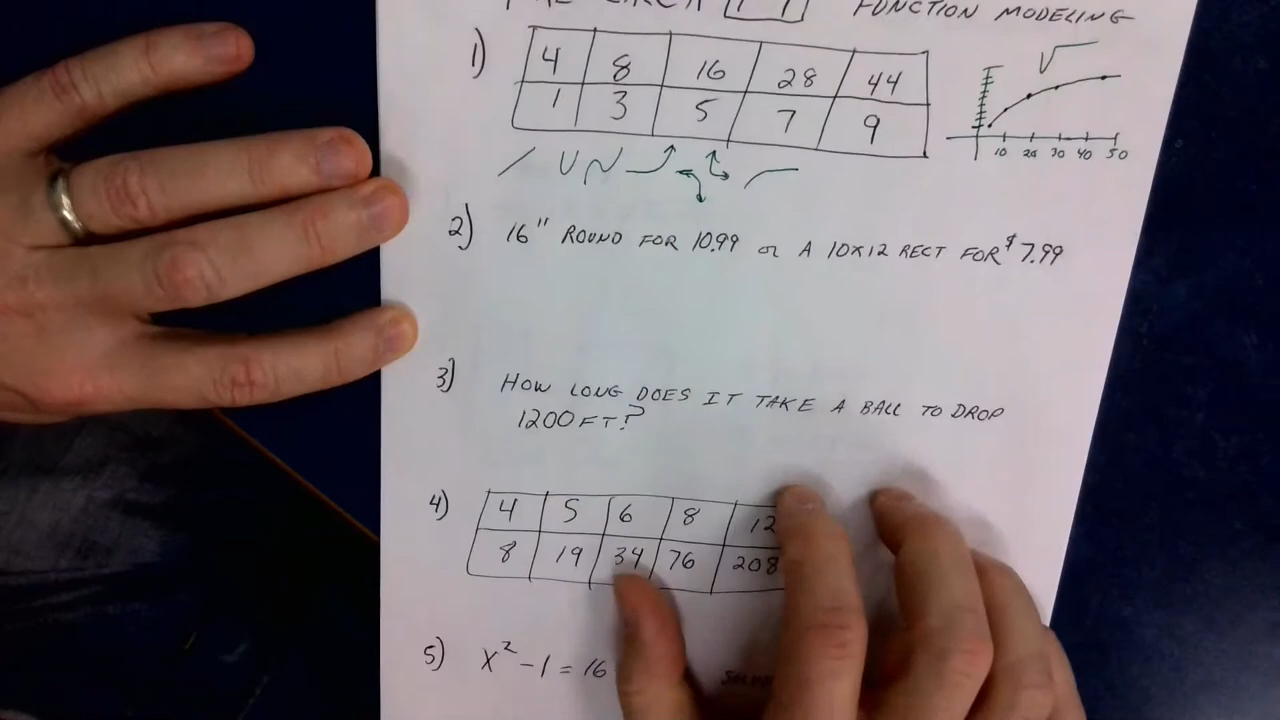 FUNCTION MODELING
1) 4 8 16 28 44
1 3 5 7 9
√
10 20 30 40 50
2) 16" ROUND FOR 10.99 or A 10X12 RECT FOR $7.99
3) HOW LONG DOES IT TAKE A BALL TO DROP
1200 FT?
4) 4 5 6 8 12
8 19 34 76 208
5) X² - 1 = 16